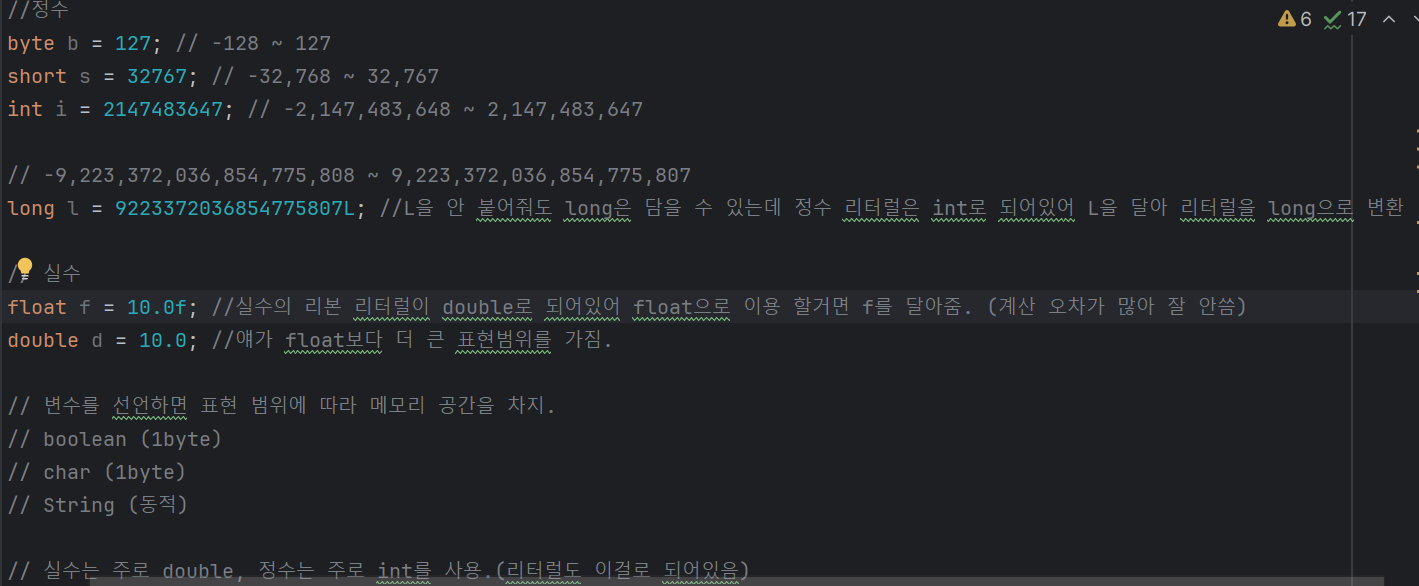 //정수
6 17
byte b = 127; // -128 ~ 127
short s = 32767; // -32,768 ~ 32,767
int i = 2147483647; // -2,147,483,648 ~ 2,147,483,647
// -9,223,372,036,854,775,808 ~ 9,223,372,036,854,775,807
long l = 9223372036854775807L; //L을 안 붙어줘도 long은 담을 수 있는데 정수 리터럴은 int로 되어있어 L을 달아 리터럴을 long으로 변환
// 실수
float f = 10.0f; //실수의 리본 리터럴이 double로 되어있어 float으로 이용 할거면 f를 달아줌. (계산 오차가 많아 잘 안씀)
double d = 10.0; //얘가 float보다 더 큰 표현범위를 가짐.
// 변수를 선언하면 표현 범위에 따라 메모리 공간을 차지.
// boolean (1byte)
// char (1byte)
// String (동적)
// 실수는 주로 double, 정수는 주로 int를 사용.(리터럴도 이걸로 되어있음)